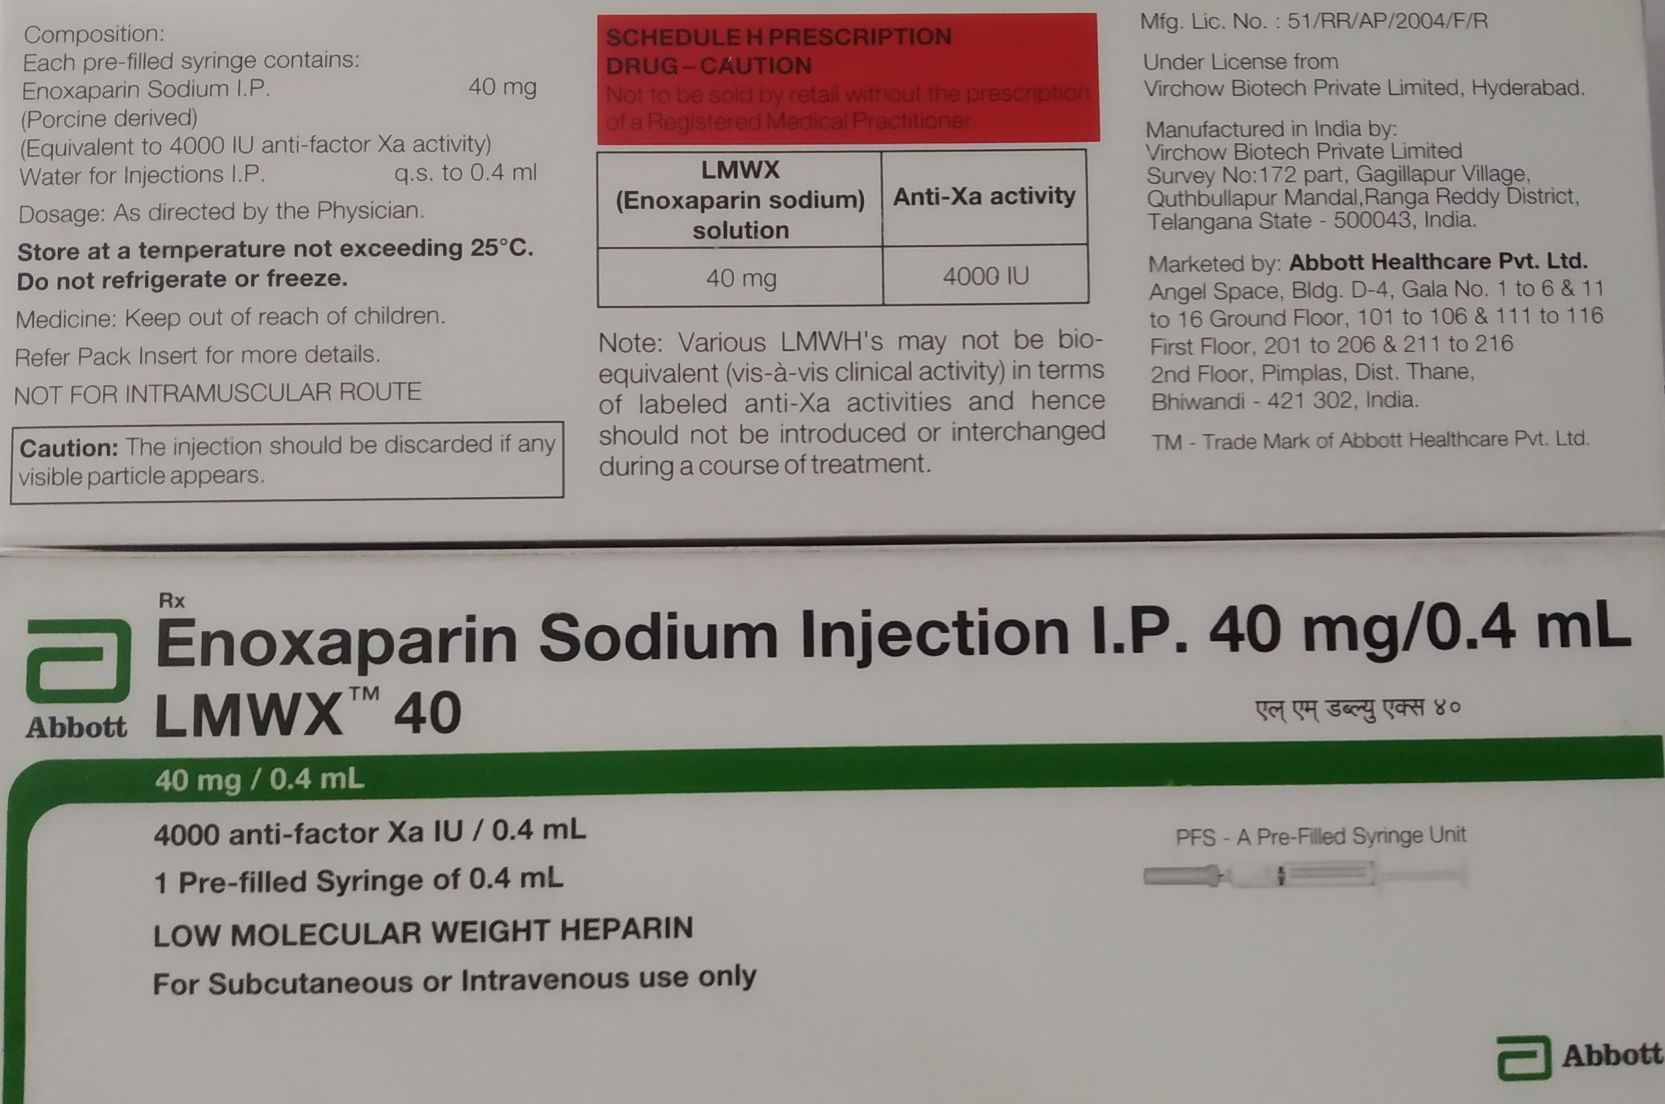 Composition:
Each pre-filled syringe contains:
Enoxaparin Sodium I.P. 40 mg
(Porcine derived)
(Equivalent to 4000 IU anti-factor Xa activity)
Water for Injections I.P. q.s. to 0.4 ml
Dosage: As directed by the Physician.
Store at a temperature not exceeding 25°C.
Do not refrigerate or freeze.
Medicine: Keep out of reach of children.
Refer Pack Insert for more details.
NOT FOR INTRAMUSCULAR ROUTE
Caution: The injection should be discarded if any
visible particle appears.
SCHEDULE H PRESCRIPTION
DRUG – CAUTION
Not to be sold by retail without the prescription
of a Registered Medical Practitioner.
LMWX
(Enoxaparin sodium)
solution
Anti-Xa activity
40 mg 4000 IU
Note: Various LMWH's may not be bio-
equivalent (vis-à-vis clinical activity) in terms
of labeled anti-Xa activities and hence
should not be introduced or interchanged
during a course of treatment.
Mfg. Lic. No. : 51/RR/AP/2004/F/R
Under License from
Virchow Biotech Private Limited, Hyderabad.
Manufactured in India by:
Virchow Biotech Private Limited
Survey No:172 part, Gagillapur Village,
Quthbullapur Mandal,Ranga Reddy District,
Telangana State - 500043, India.
Marketed by: Abbott Healthcare Pvt. Ltd.
Angel Space, Bldg. D-4, Gala No. 1 to 6 & 11
to 16 Ground Floor, 101 to 106 & 111 to 116
First Floor, 201 to 206 & 211 to 216
2nd Floor, Pimplas, Dist. Thane,
Bhiwandi - 421 302, India.
TM - Trade Mark of Abbott Healthcare Pvt. Ltd.
Rx
Enoxaparin Sodium Injection I.P. 40 mg/0.4 mL
Abbott
LMWX™ 40
एल एम् डब्ल्यु एक्स ४०
40 mg / 0.4 mL
4000 anti-factor Xa IU / 0.4 mL
1 Pre-filled Syringe of 0.4 mL
LOW MOLECULAR WEIGHT HEPARIN
For Subcutaneous or Intravenous use only
PFS - A Pre-Filled Syringe Unit
Abbott